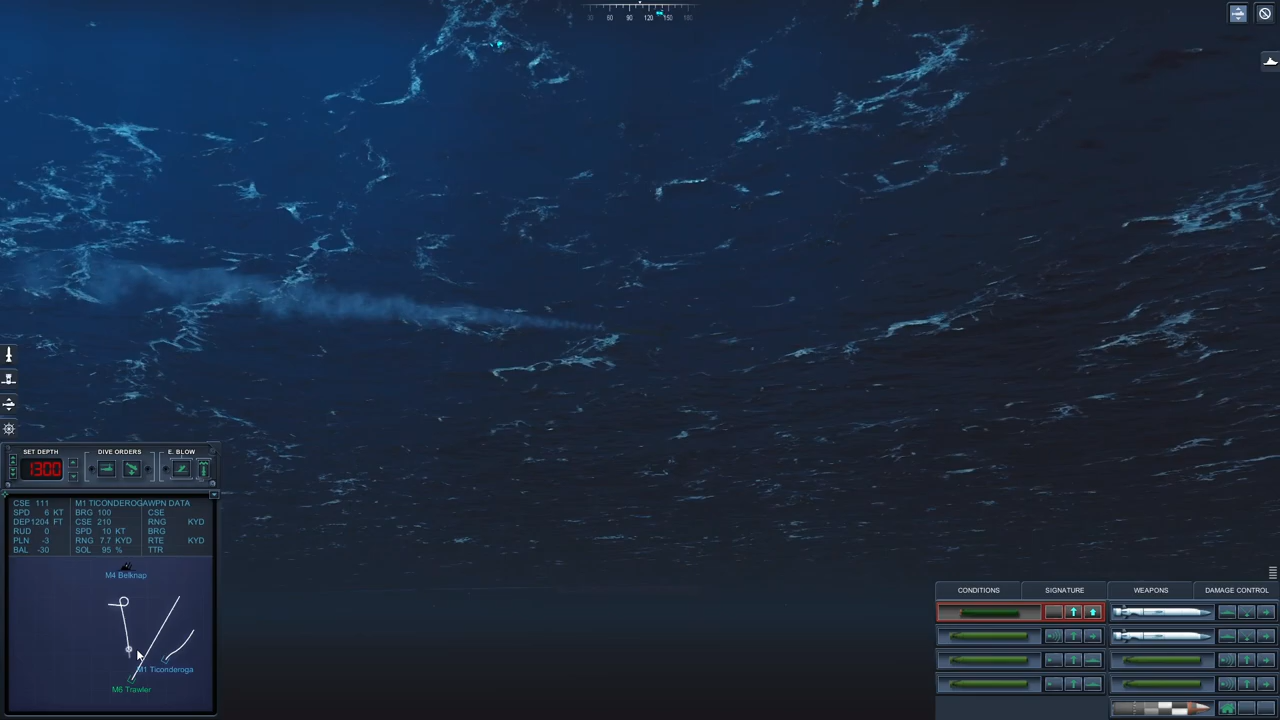 30 60 90 120 150 180
SET DEPTH DIVE ORDERS E. BLOW
1300
CSE 111 M1 TICONDEROGA WPN DATA
SPD 6 KT BRG 100 CSE
DEP 1204 FT CSE 210 RNG KYD
RUD 0 SPD 10 KT BRG
PLN -3 RNG 7.7 KYD RTE KYD
BAL -30 SOL 95 % TTR
M4 Belknap
M1 Ticonderoga
M6 Trawler
CONDITIONS SIGNATURE WEAPONS DAMAGE CONTROL